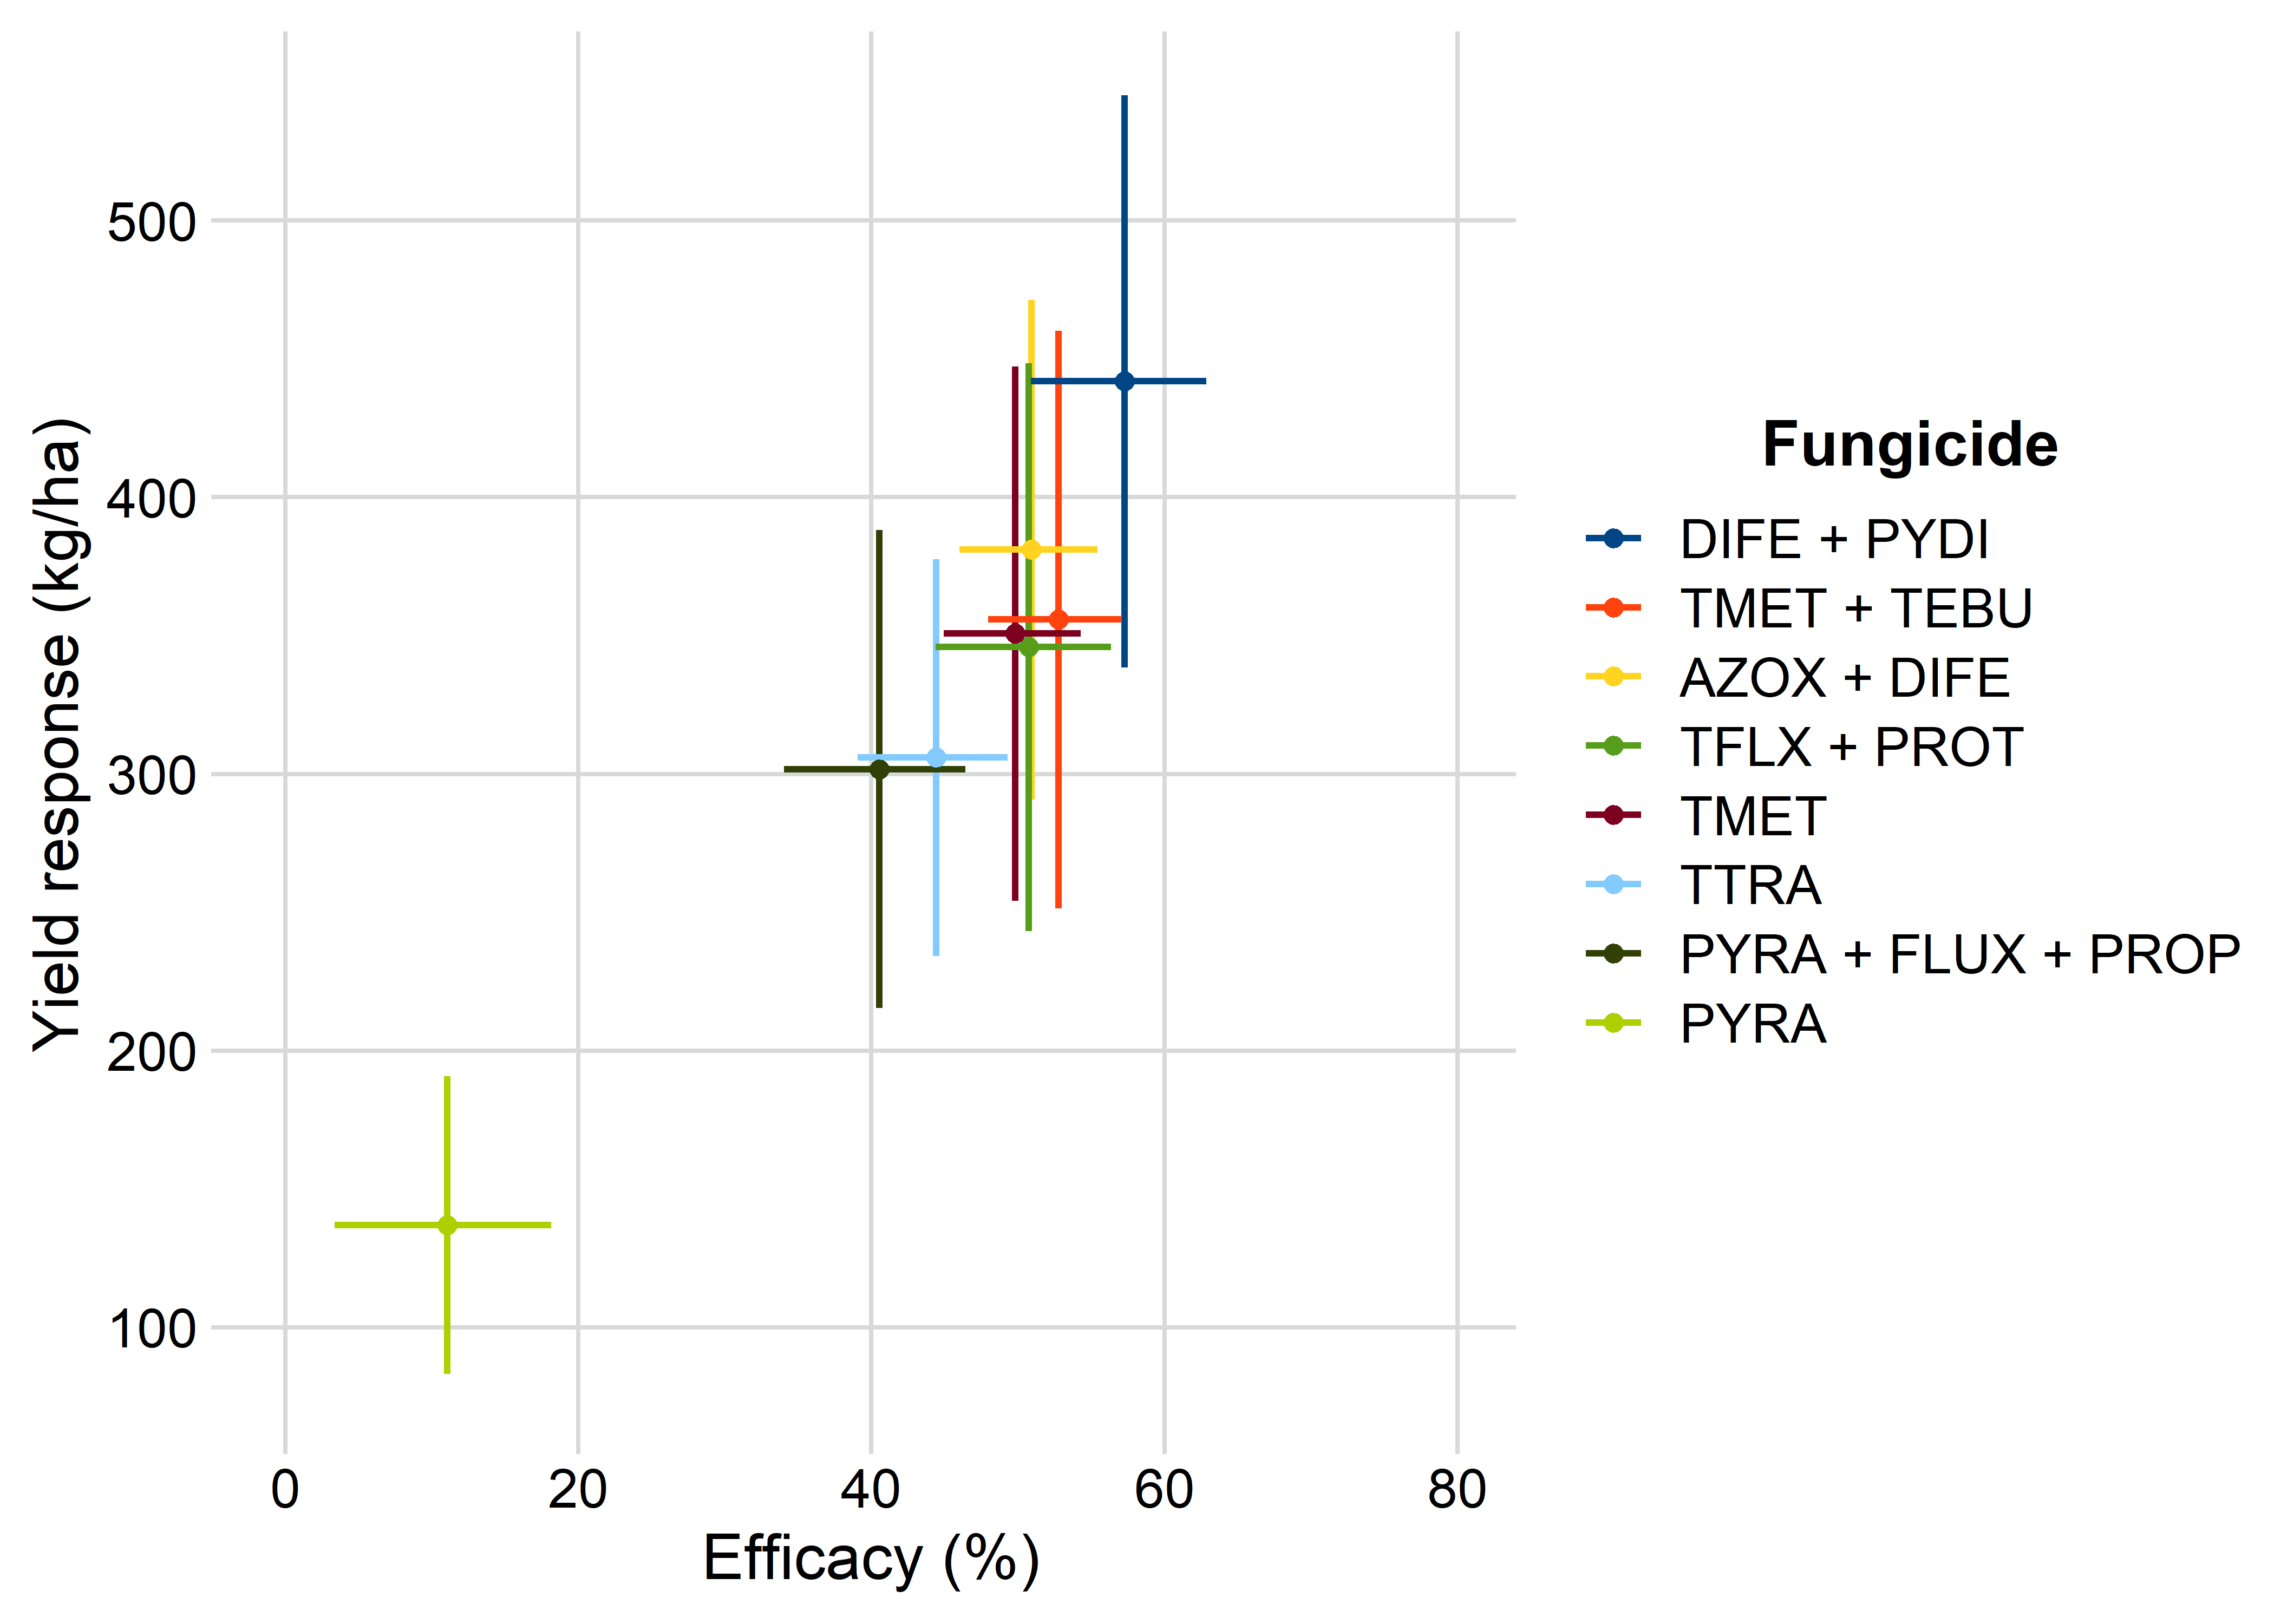 500
400
300
200
100
Yield response (kg/ha)
0 20 40 60 80
Efficacy (%)
Fungicide
DIFE + PYDI
TMET + TEBU
AZOX + DIFE
TFLX + PROT
TMET
TTRA
PYRA + FLUX + PROP
PYRA